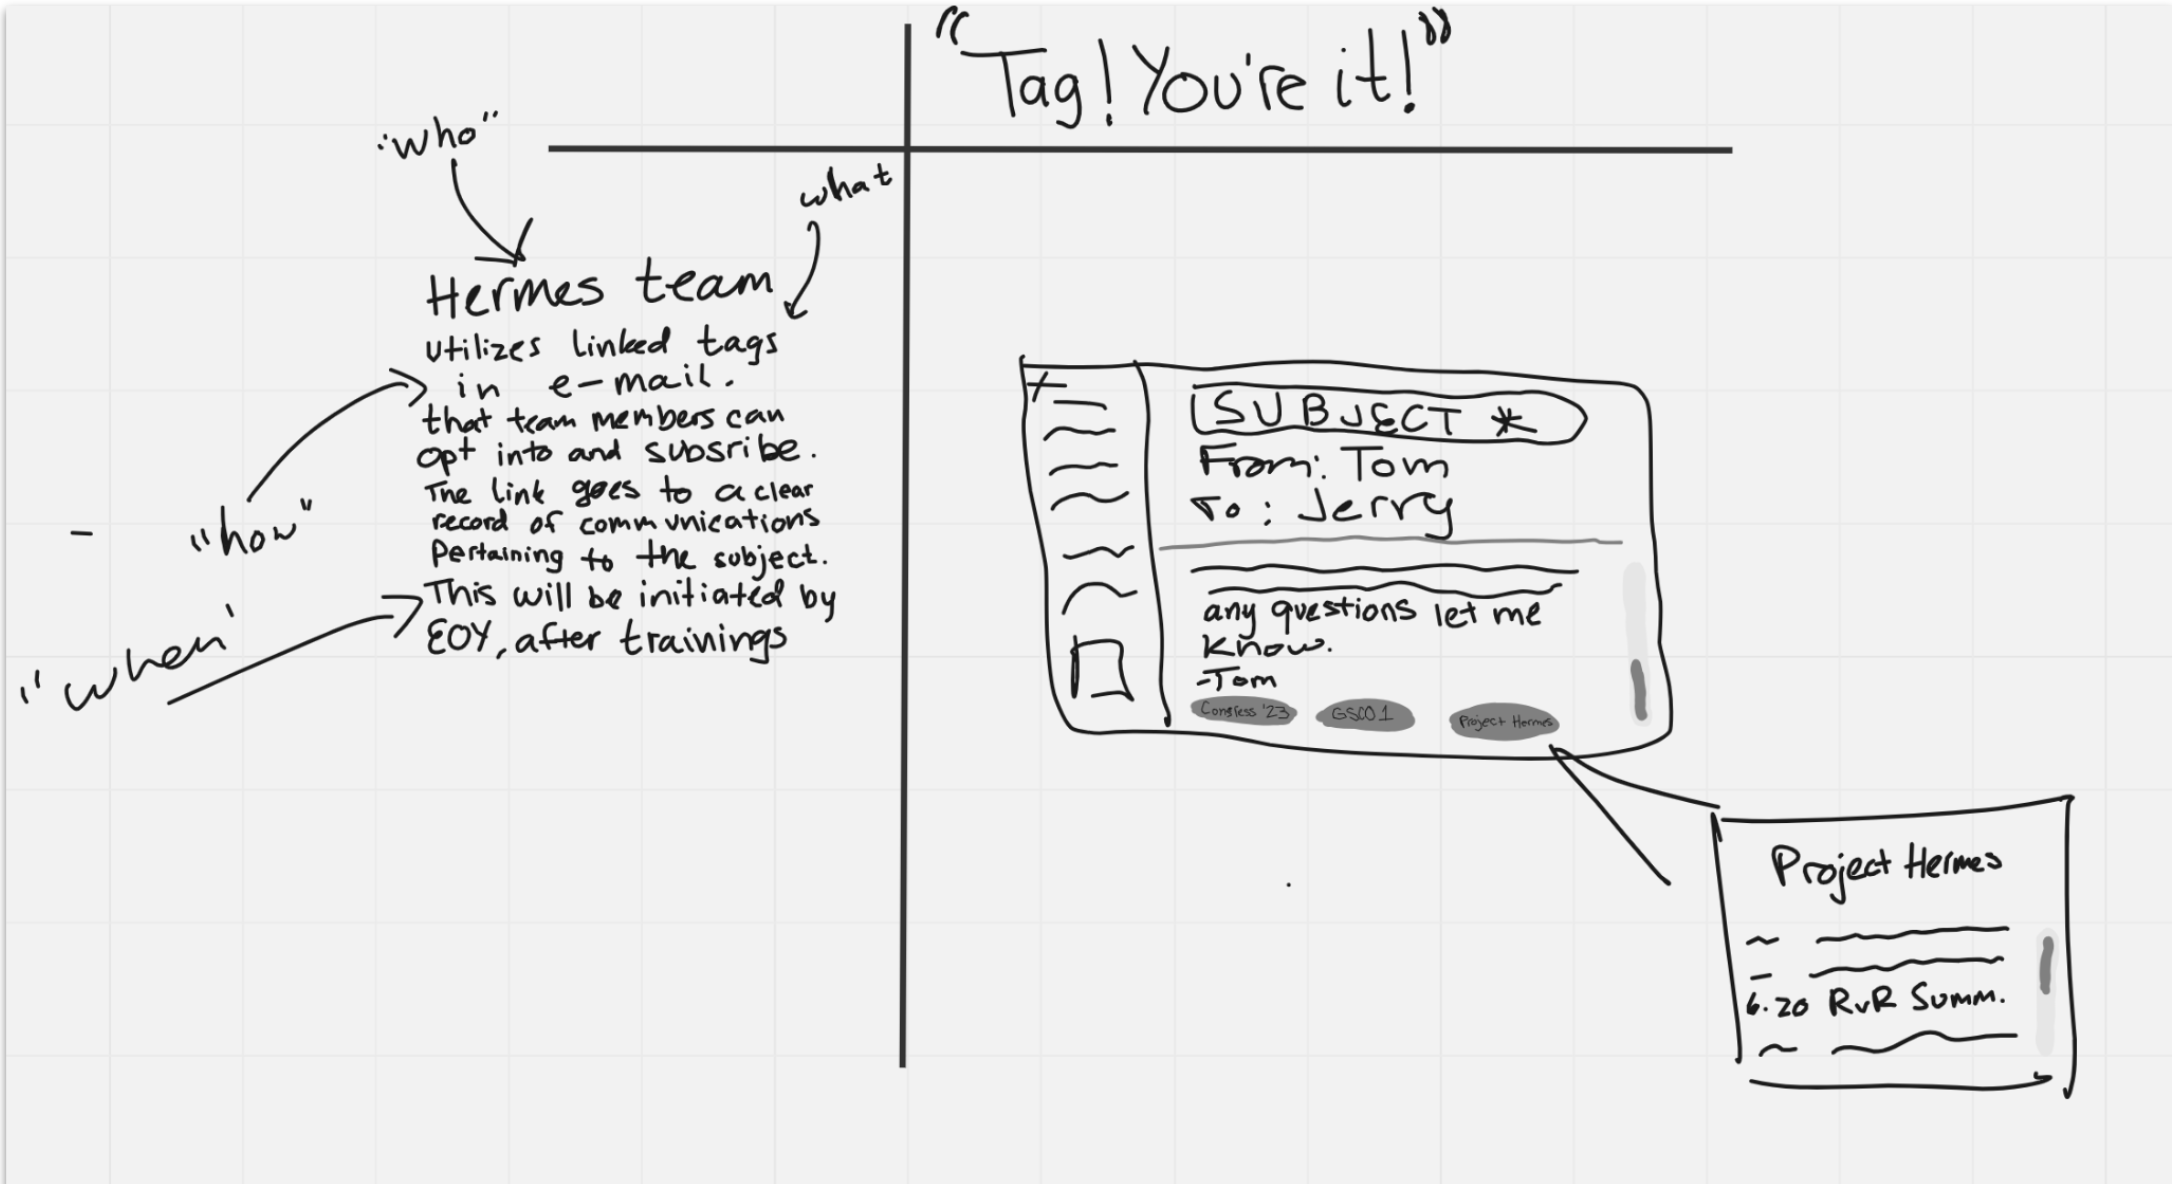 "Tag! You're it!"
"who"
what
Hermes team
utilizes linked tags
in e-mail.
that team members can
opt into and subsribe.
The link goes to a clear
record of communications
pertaining to the subject.
This will be initiated by
EOY, after trainings
"how"
"when"
SUBJECT *
From: Tom
To: Jerry
any questions let me
know.
-Tom
Congress '23 GSCO1 Project Hermes
Project Hermes
6.20 RvR Summ.